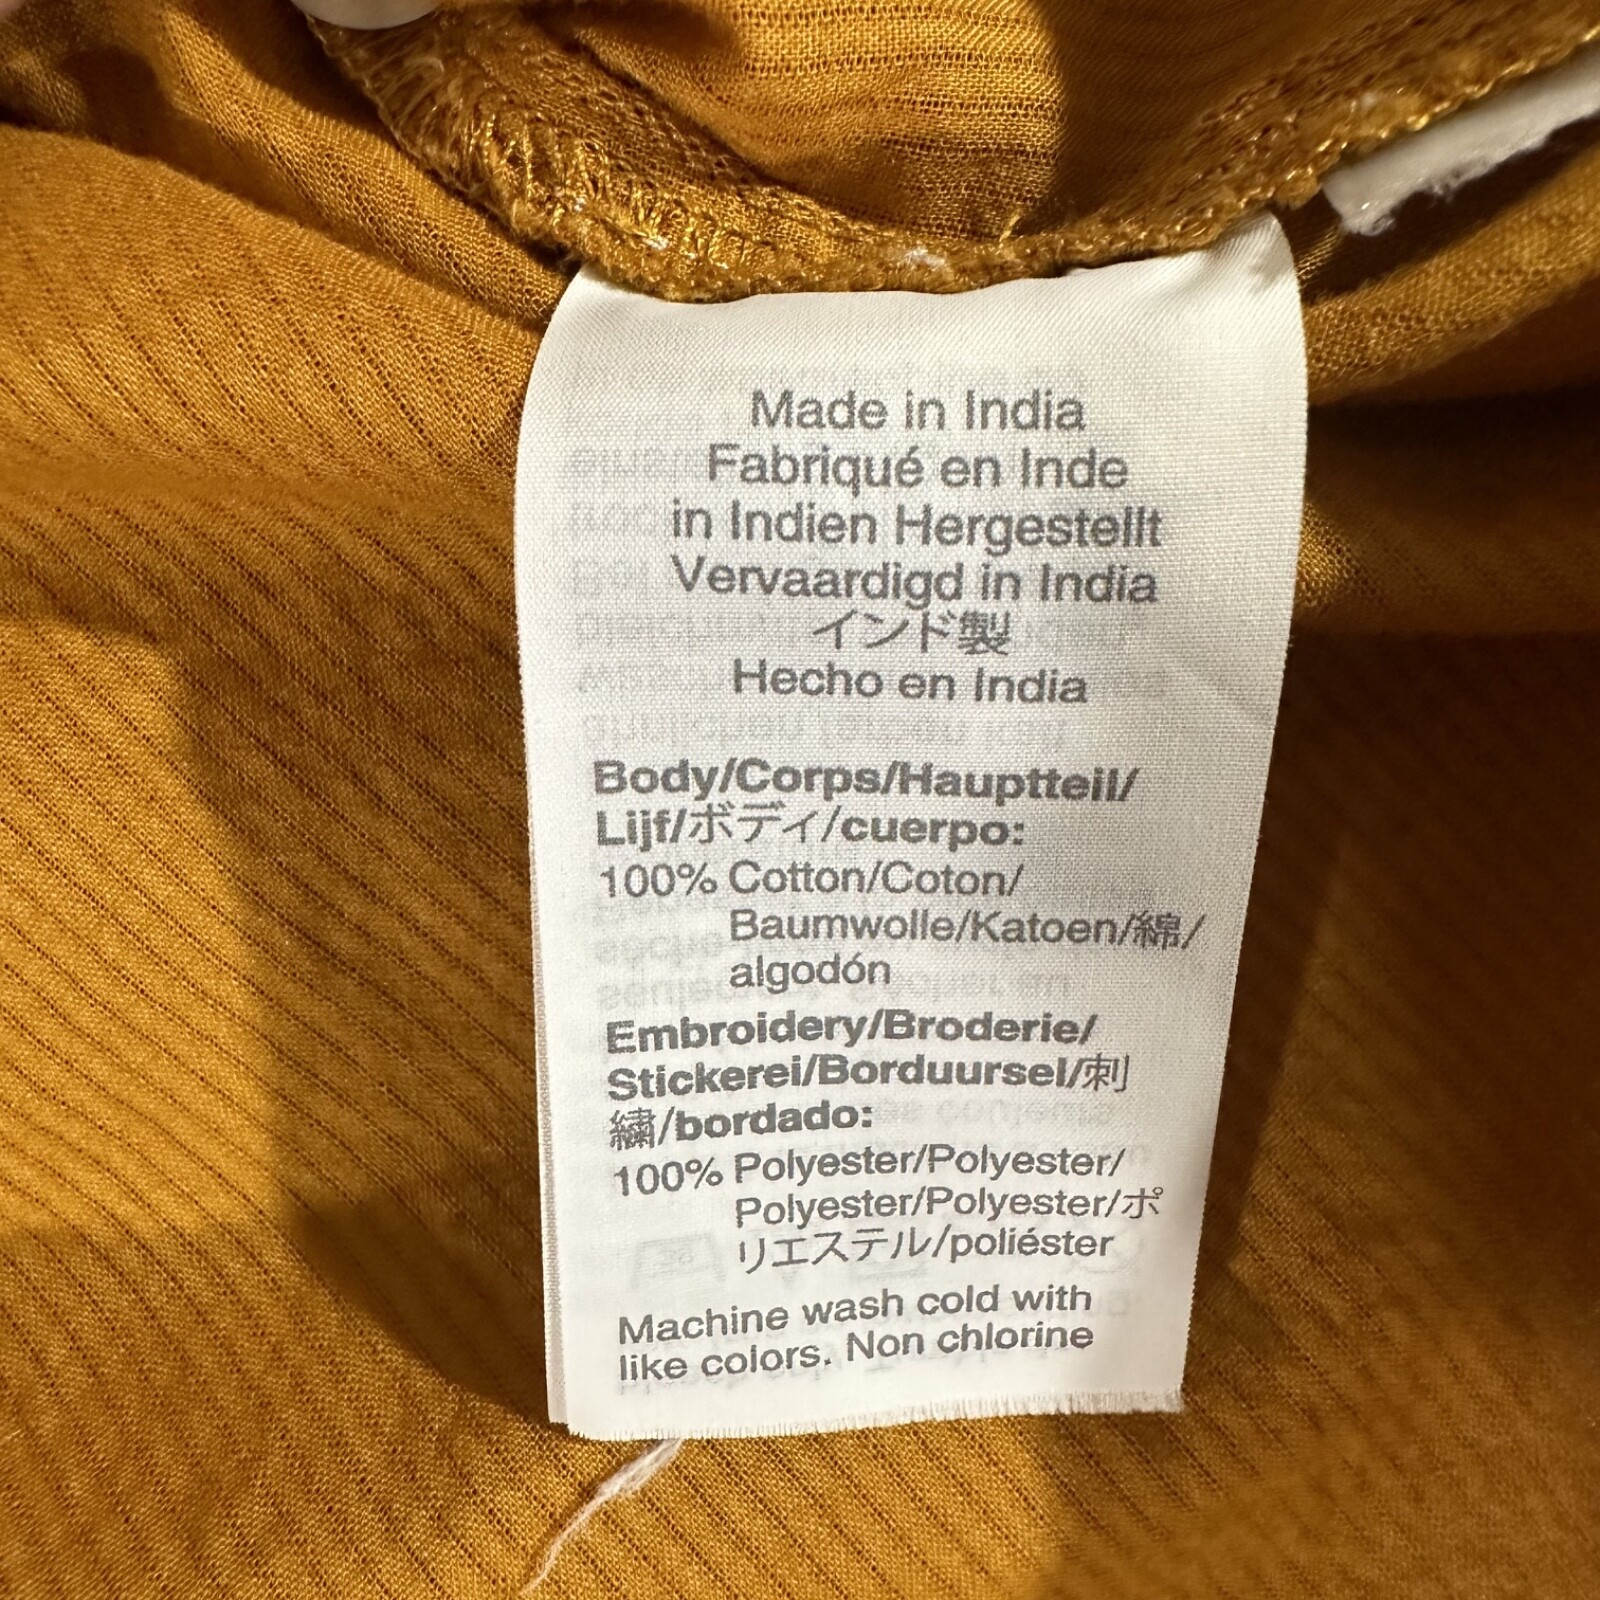 Made in India
Fabriqué en Inde
in Indien Hergestellt
Vervaardigd in India
インド製
Hecho en India
Body/Corps/Hauptteil/
Lijf/ボディ/cuerpo:
100% Cotton/Coton/
Baumwolle/Katoen/綿/
algodón
Embroidery/Broderie/
Stickerei/Borduursel/刺
繍/bordado:
100% Polyester/Polyester/
Polyester/Polyester/ポ
リエステル/poliéster
Machine wash cold with
like colors. Non chlorine